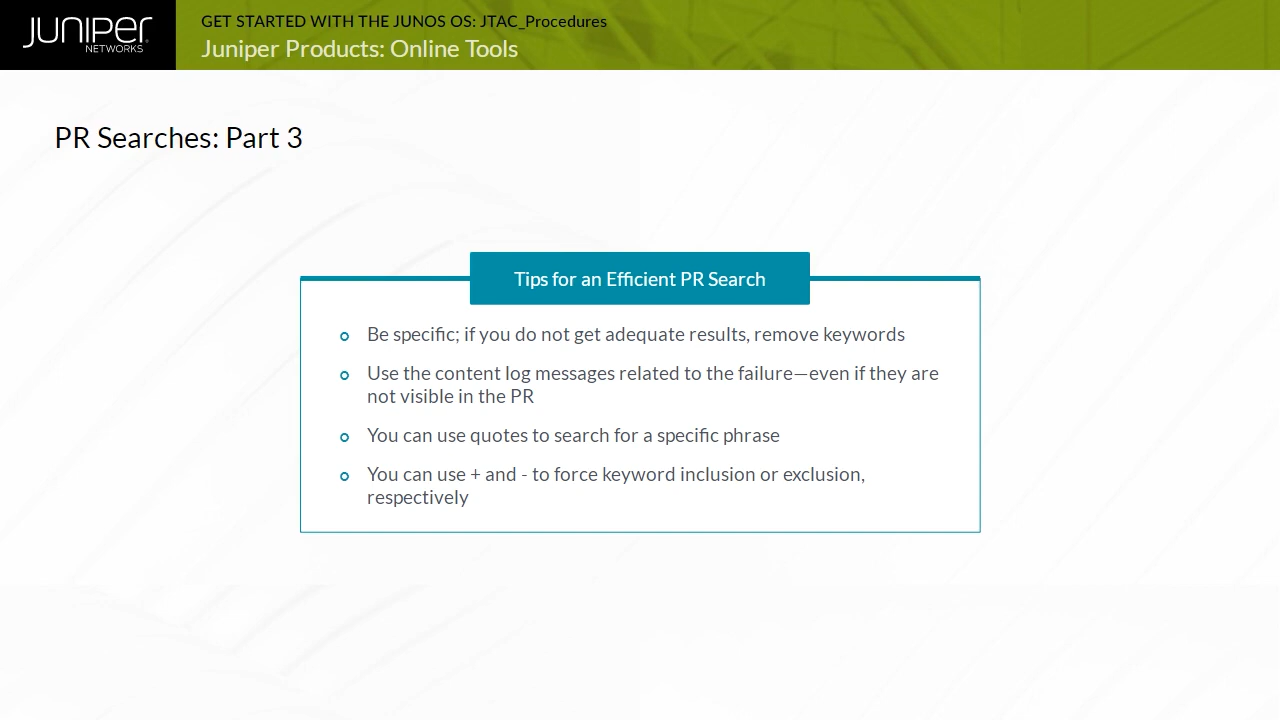 JUNIPER
NETWORKS
GET STARTED WITH THE JUNOS OS: JTAC_Procedures
Juniper Products: Online Tools
PR Searches: Part 3
Tips for an Efficient PR Search
Be specific; if you do not get adequate results, remove keywords
Use the content log messages related to the failure—even if they are
not visible in the PR
You can use quotes to search for a specific phrase
You can use + and - to force keyword inclusion or exclusion,
respectively